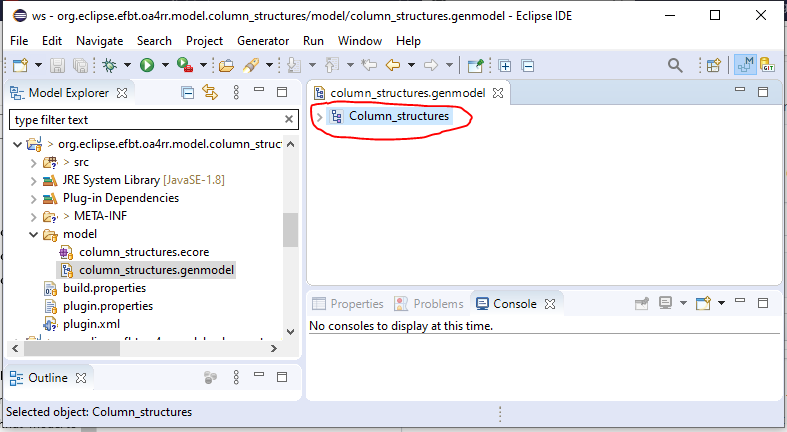 ws - org.eclipse.efbt.oa4rr.model.column_structures/model/column_structures.genmodel - Eclipse IDE
File Edit Navigate Search Project Generator Run Window Help
Model Explorer
type filter text
> org.eclipse.efbt.oa4rr.model.column_struc
> src
JRE System Library [JavaSE-1.8]
Plug-in Dependencies
> META-INF
model
column_structures.ecore
column_structures.genmodel
build.properties
plugin.properties
plugin.xml
Outline
column_structures.genmodel
Column_structures
Properties Problems Console
No consoles to display at this time.
Selected object: Column_structures